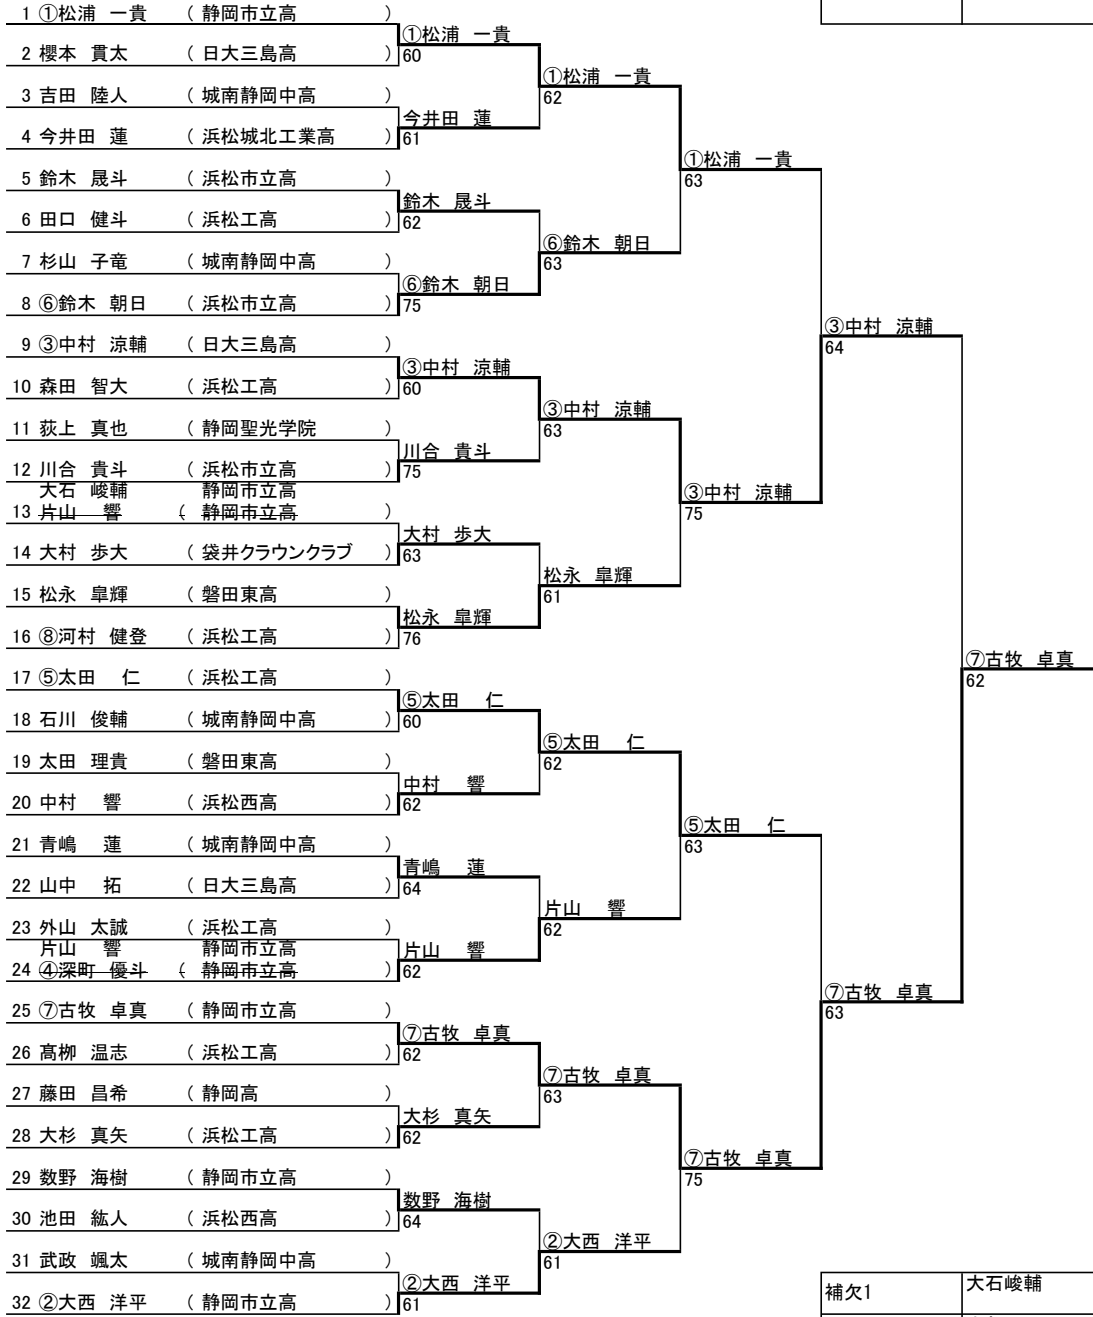 1 ①松浦 一貴 ( 静岡市立高 )
①松浦 一貴
2 櫻本 貫太 ( 日大三島高 ) 60
①松浦 一貴
3 吉田 陸人 ( 城南静岡中高 ) 62
今井田 蓮
4 今井田 蓮 ( 浜松城北工業高 ) 61
①松浦 一貴
5 鈴木 晟斗 ( 浜松市立高 ) 63
鈴木 晟斗
6 田口 健斗 ( 浜松工高 ) 62
⑥鈴木 朝日
7 杉山 子竜 ( 城南静岡中高 ) 63
⑥鈴木 朝日
8 ⑥鈴木 朝日 ( 浜松市立高 ) 75
③中村 涼輔
9 ③中村 涼輔 ( 日大三島高 ) 64
③中村 涼輔
10 森田 智大 ( 浜松工高 ) 60
③中村 涼輔
11 荻上 真也 ( 静岡聖光学院 ) 63
川合 貴斗
12 川合 貴斗 ( 浜松市立高 ) 75
大石 峻輔 静岡市立高 ③中村 涼輔
13 片山 響 ( 静岡市立高 ) 75
大村 歩大
14 大村 歩大 ( 袋井クラウンクラブ ) 63
松永 皐輝
15 松永 皐輝 ( 磐田東高 ) 61
松永 皐輝
16 ⑧河村 健登 ( 浜松工高 ) 76
⑦古牧 卓真
17 ⑤太田 仁 ( 浜松工高 ) 62
⑤太田 仁
18 石川 俊輔 ( 城南静岡中高 ) 60
⑤太田 仁
19 太田 理貴 ( 磐田東高 ) 62
中村 響
20 中村 響 ( 浜松西高 ) 62
⑤太田 仁
21 青嶋 蓮 ( 城南静岡中高 ) 63
青嶋 蓮
22 山中 拓 ( 日大三島高 ) 64
片山 響
23 外山 太誠 ( 浜松工高 ) 62
片山 響 静岡市立高 片山 響
24 ④深町 優斗 ( 静岡市立高 ) 62
⑦古牧 卓真
25 ⑦古牧 卓真 ( 静岡市立高 ) 63
⑦古牧 卓真
26 髙栁 温志 ( 浜松工高 ) 62
⑦古牧 卓真
27 藤田 昌希 ( 静岡高 ) 63
大杉 真矢
28 大杉 真矢 ( 浜松工高 ) 62
⑦古牧 卓真
29 数野 海樹 ( 静岡市立高 ) 75
数野 海樹
30 池田 紘人 ( 浜松西高 ) 64
②大西 洋平
31 武政 颯太 ( 城南静岡中高 ) 61
②大西 洋平
32 ②大西 洋平 ( 静岡市立高 ) 61
補欠1 大石峻輔